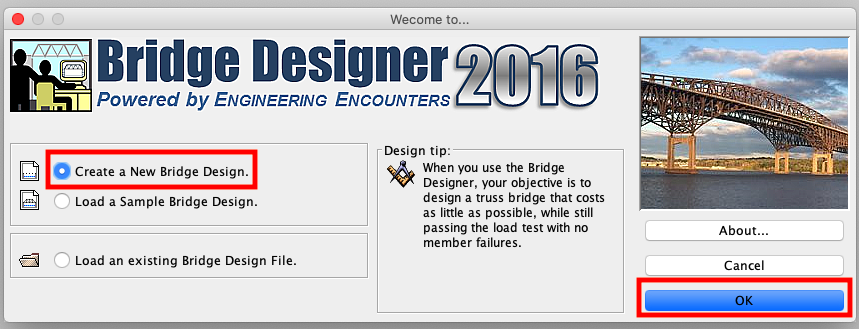 Wecome to...
Bridge Designer 2016
Powered by ENGINEERING ENCOUNTERS
Create a New Bridge Design.
Load a Sample Bridge Design.
Load an existing Bridge Design File.
Design tip:
When you use the Bridge
Designer, your objective is to
design a truss bridge that costs
as little as possible, while still
passing the load test with no
member failures.
About...
Cancel
OK